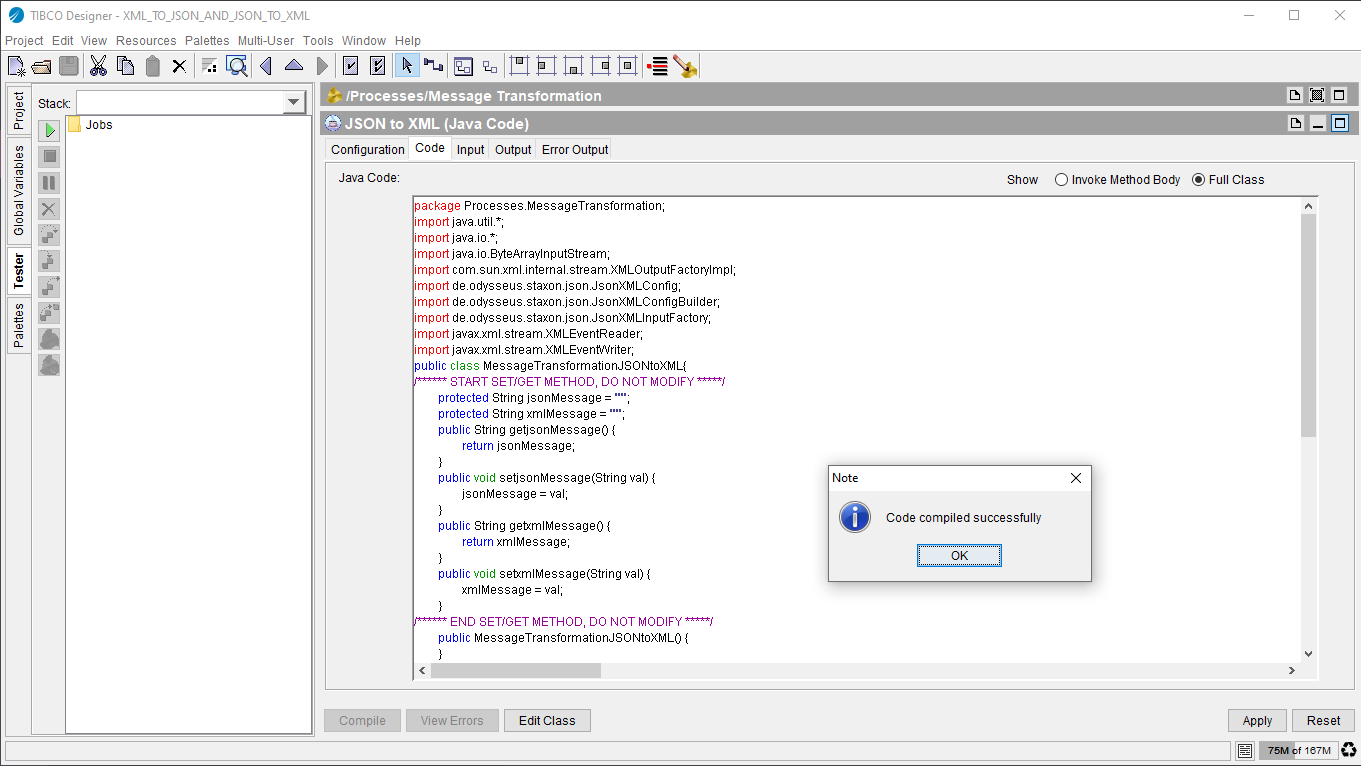 TIBCO Designer - XML_TO_JSON_AND_JSON_TO_XML
Project Edit View Resources Palettes Multi-User Tools Window Help
Project
Global Variables
Tester
Palettes
Stack:
Jobs
/Processes/Message Transformation
JSON to XML (Java Code)
Configuration Code Input Output Error Output
Java Code:
Show Invoke Method Body Full Class
package Processes.MessageTransformation;
import java.util.*;
import java.io.*;
import java.io.ByteArrayInputStream;
import com.sun.xml.internal.stream.XMLOutputFactoryImpl;
import de.odysseus.staxon.json.JsonXMLConfig;
import de.odysseus.staxon.json.JsonXMLConfigBuilder;
import de.odysseus.staxon.json.JsonXMLInputFactory;
import javax.xml.stream.XMLEventReader;
import javax.xml.stream.XMLEventWriter;
public class MessageTransformationJSONtoXML{
/****** START SET/GET METHOD, DO NOT MODIFY *****/
protected String jsonMessage = "";
protected String xmlMessage = "";
public String getjsonMessage() {
return jsonMessage;
}
public void setjsonMessage(String val) {
jsonMessage = val;
}
public String getxmlMessage() {
return xmlMessage;
}
public void setxmlMessage(String val) {
xmlMessage = val;
}
/****** END SET/GET METHOD, DO NOT MODIFY *****/
public MessageTransformationJSONtoXML() {
}
Note
Code compiled successfully
OK
Compile View Errors Edit Class Apply Reset
75M of 167M